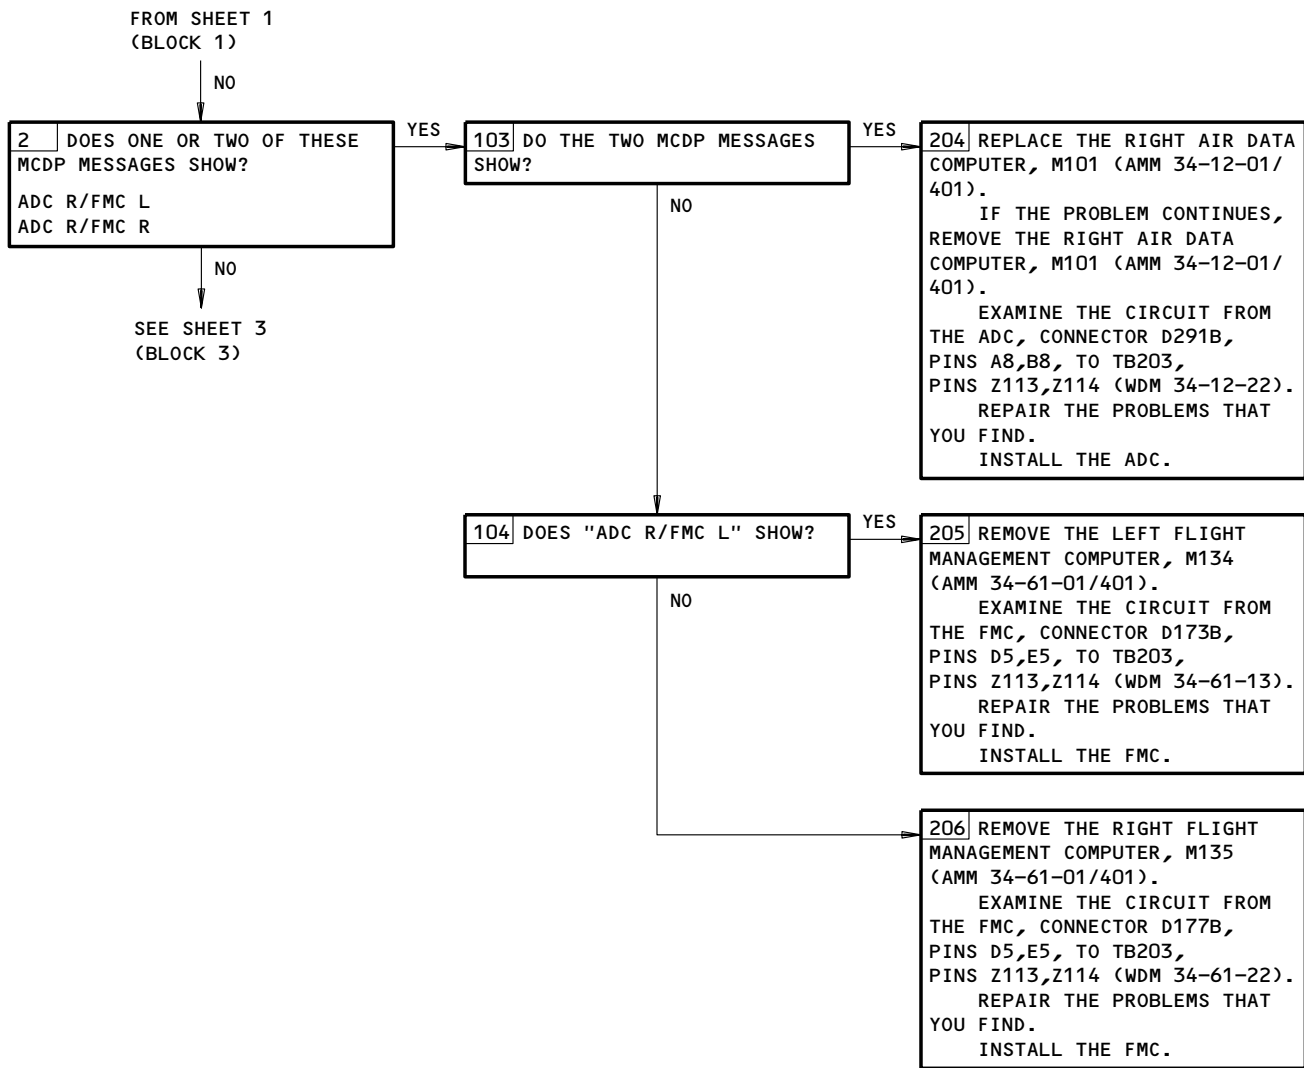 FROM SHEET 1
(BLOCK 1)
NO
2 DOES ONE OR TWO OF THESE
MCDP MESSAGES SHOW?
ADC R/FMC L
ADC R/FMC R
YES
NO
SEE SHEET 3
(BLOCK 3)
103 DO THE TWO MCDP MESSAGES
SHOW?
YES
NO
204 REPLACE THE RIGHT AIR DATA
COMPUTER, M101 (AMM 34-12-01/
401).
IF THE PROBLEM CONTINUES,
REMOVE THE RIGHT AIR DATA
COMPUTER, M101 (AMM 34-12-01/
401).
EXAMINE THE CIRCUIT FROM
THE ADC, CONNECTOR D291B,
PINS A8,B8, TO TB203,
PINS Z113,Z114 (WDM 34-12-22).
REPAIR THE PROBLEMS THAT
YOU FIND.
INSTALL THE ADC.
104 DOES "ADC R/FMC L" SHOW?
YES
NO
205 REMOVE THE LEFT FLIGHT
MANAGEMENT COMPUTER, M134
(AMM 34-61-01/401).
EXAMINE THE CIRCUIT FROM
THE FMC, CONNECTOR D173B,
PINS D5,E5, TO TB203,
PINS Z113,Z114 (WDM 34-61-13).
REPAIR THE PROBLEMS THAT
YOU FIND.
INSTALL THE FMC.
206 REMOVE THE RIGHT FLIGHT
MANAGEMENT COMPUTER, M135
(AMM 34-61-01/401).
EXAMINE THE CIRCUIT FROM
THE FMC, CONNECTOR D177B,
PINS D5,E5, TO TB203,
PINS Z113,Z114 (WDM 34-61-22).
REPAIR THE PROBLEMS THAT
YOU FIND.
INSTALL THE FMC.